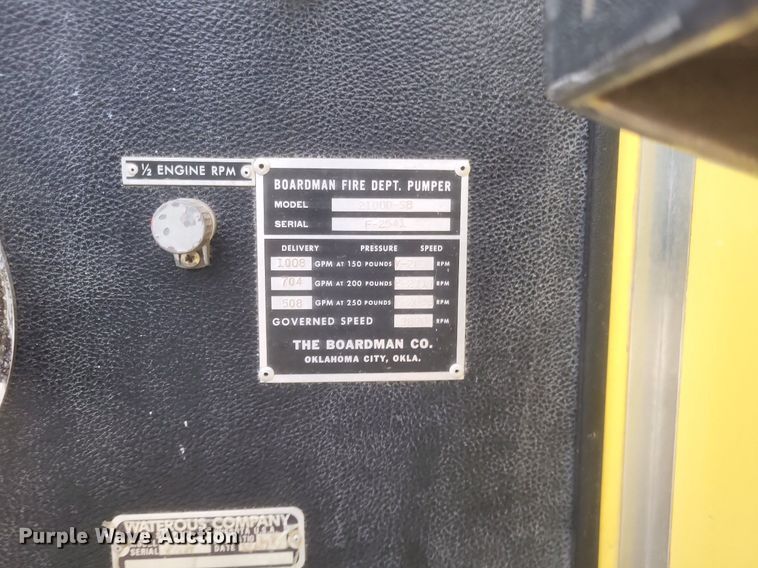 ½ ENGINE RPM
BOARDMAN FIRE DEPT. PUMPER
MODEL
SERIAL F-2541
DELIVERY PRESSURE SPEED
1008 GPM AT 150 POUNDS RPM
704 GPM AT 200 POUNDS RPM
508 GPM AT 250 POUNDS RPM
GOVERNED SPEED RPM
THE BOARDMAN CO.
OKLAHOMA CITY, OKLA.
WATEROUS COMPANY
SERIAL DATE
Purple Wave Auction